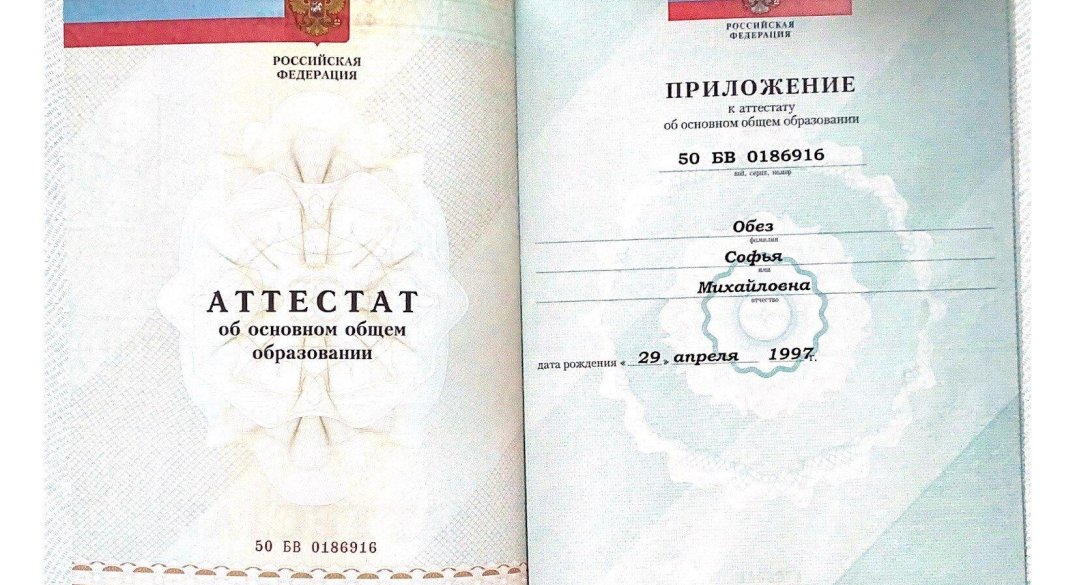 РОССИЙСКАЯ
ФЕДЕРАЦИЯ
АТТЕСТАТ
об основном общем
образовании
50 БВ 0186916
РОССИЙСКАЯ
ФЕДЕРАЦИЯ
ПРИЛОЖЕНИЕ
к аттестату
об основном общем образовании
50 БВ 0186916
код, серия, номер
Обез
фамилия
Софья
имя
Михайловна
отчество
дата рождения « 29 » апреля 1997 г.